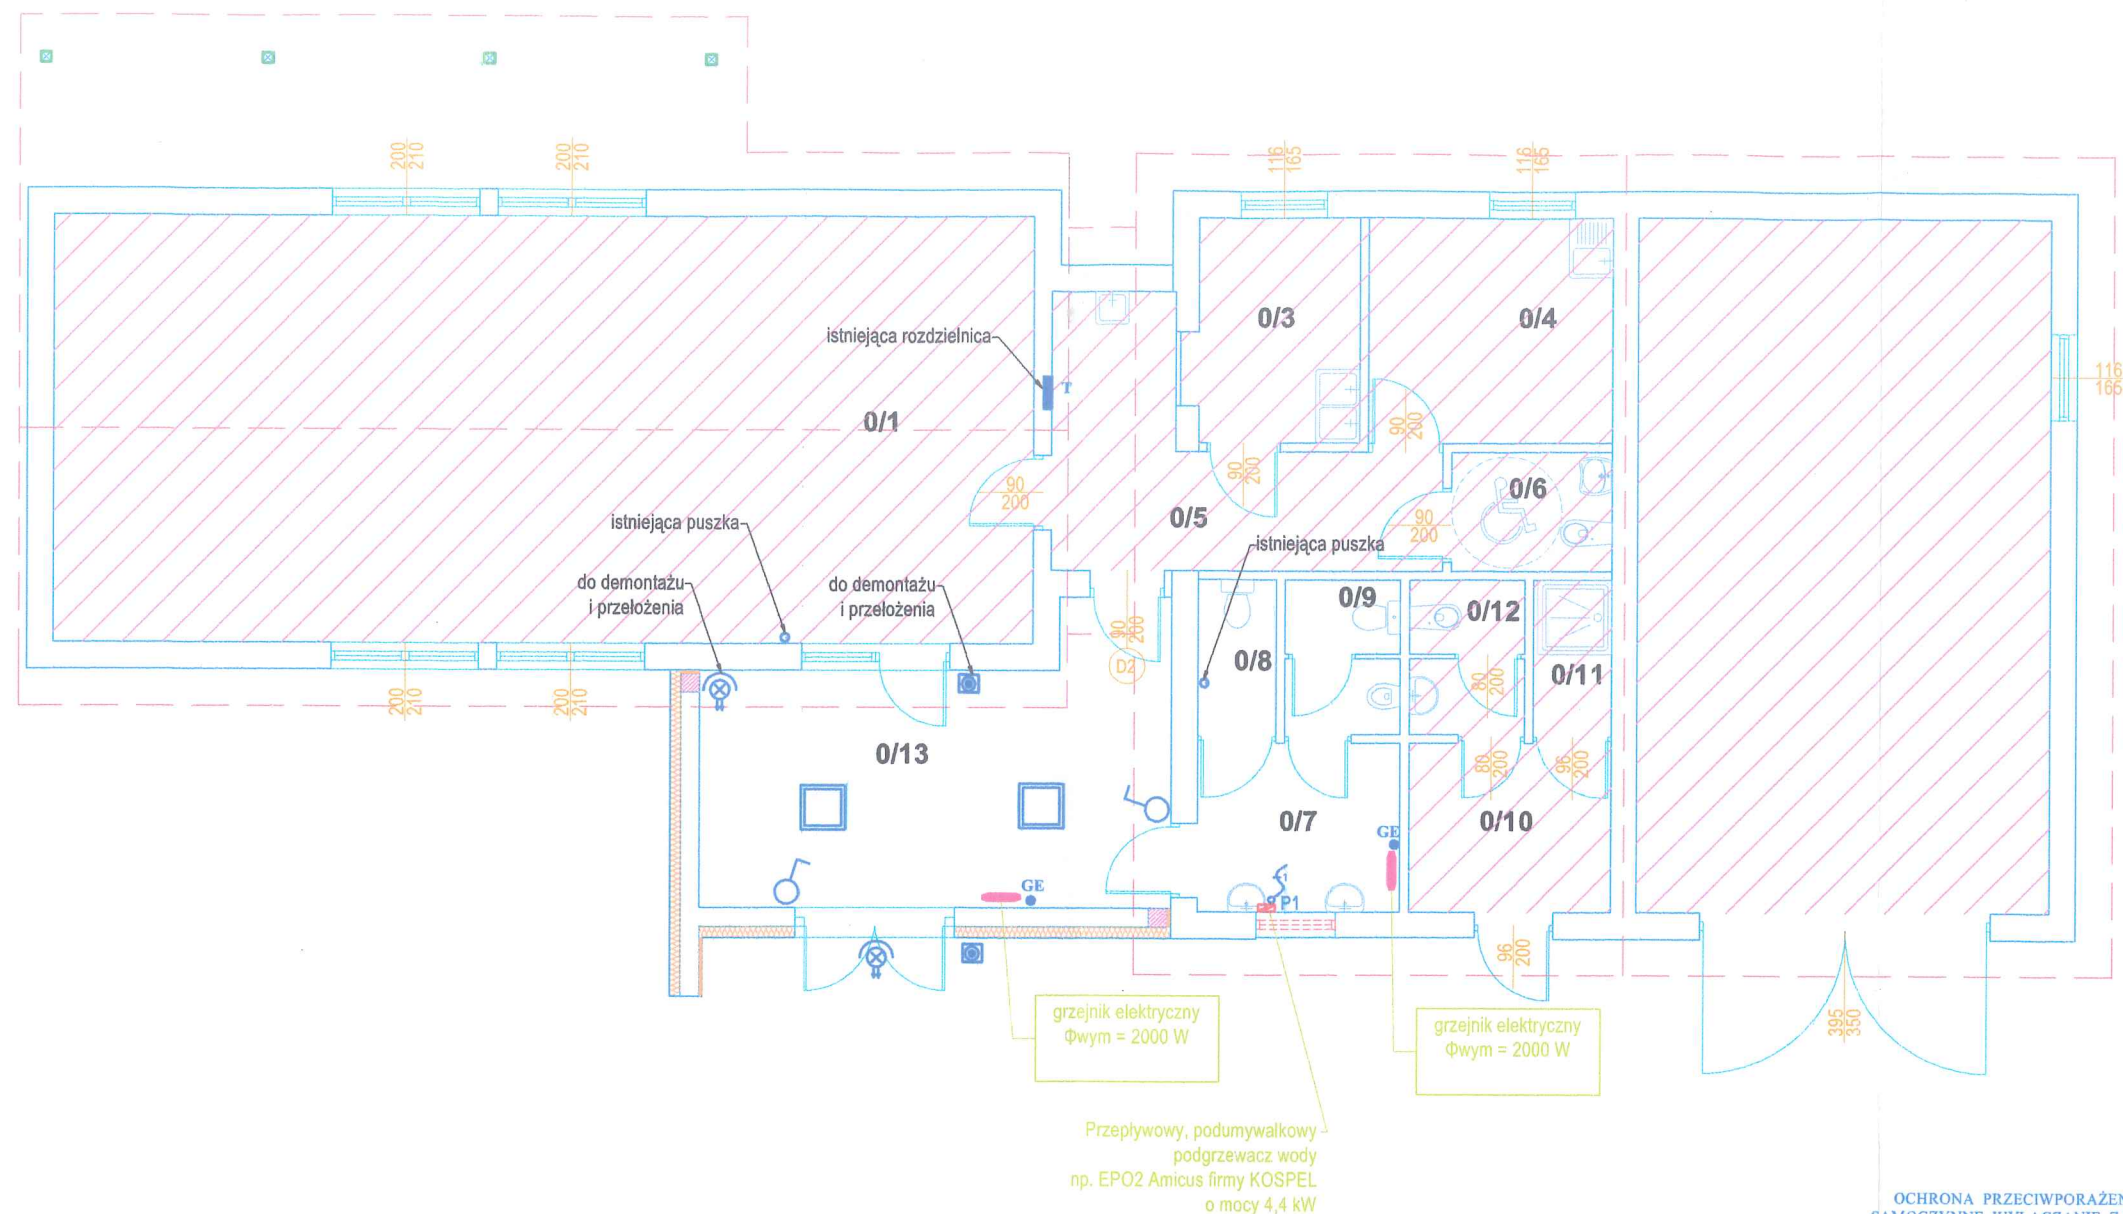 200
210
200
210
116
165
116
165
0/3
0/4
istniejąca rozdzielnica
T
116
165
0/1
90
200
90
200
90
200
0/6
0/5
90
200
istniejąca puszka
istniejąca puszka
do demontażu
i przełożenia
do demontażu
i przełożenia
0/9
0/12
90
200
D2
0/8
0/11
80
200
200
210
200
210
0/13
80
200
96
200
0/7
0/10
GE
GE
1
P1
96
200
grzejnik elektryczny
Φwym = 2000 W
grzejnik elektryczny
Φwym = 2000 W
395
350
Przepływowy, podumywalkowy
podgrzewacz wody
np. EPO2 Amicus firmy KOSPEL
o mocy 4,4 kW
OCHRONA PRZECIWPORAŻEN